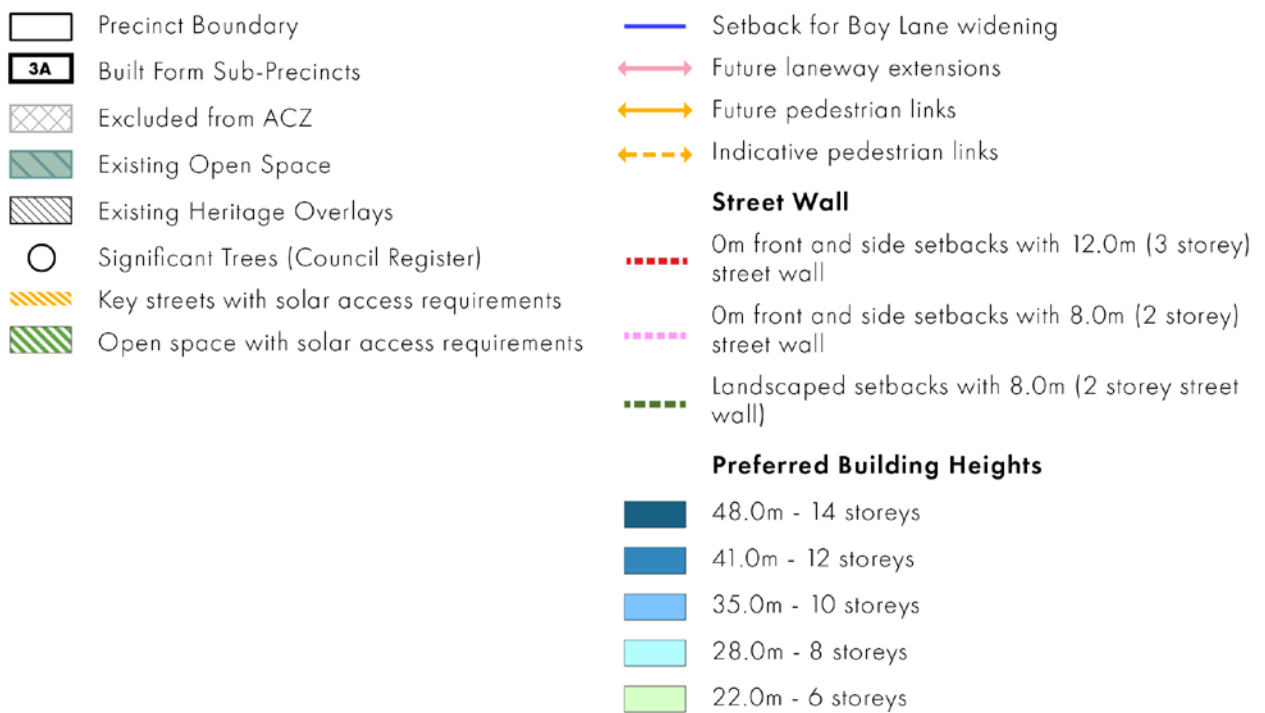 Precinct Boundary
3A
Built Form Sub-Precincts
Excluded from ACZ
Existing Open Space
Existing Heritage Overlays
Significant Trees (Council Register)
Key streets with solar access requirements
Open space with solar access requirements
Setback for Bay Lane widening
Future laneway extensions
Future pedestrian links
Indicative pedestrian links
Street Wall
0m front and side setbacks with 12.0m (3 storey)
street wall
0m front and side setbacks with 8.0m (2 storey)
street wall
Landscaped setbacks with 8.0m (2 storey street
wall)
Preferred Building Heights
48.0m - 14 storeys
41.0m - 12 storeys
35.0m - 10 storeys
28.0m - 8 storeys
22.0m - 6 storeys